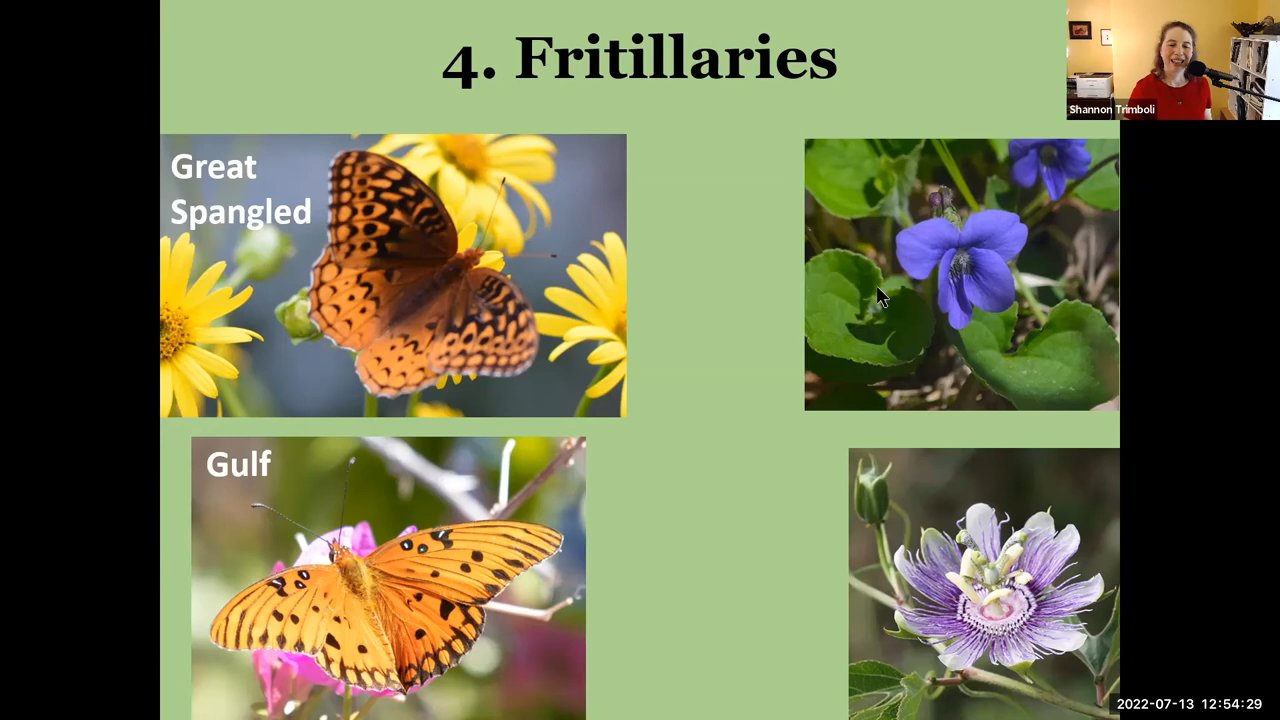 4. Fritillaries
Shannon Trimboli
Great
Spangled
Gulf
2022-07-13 12:54:29